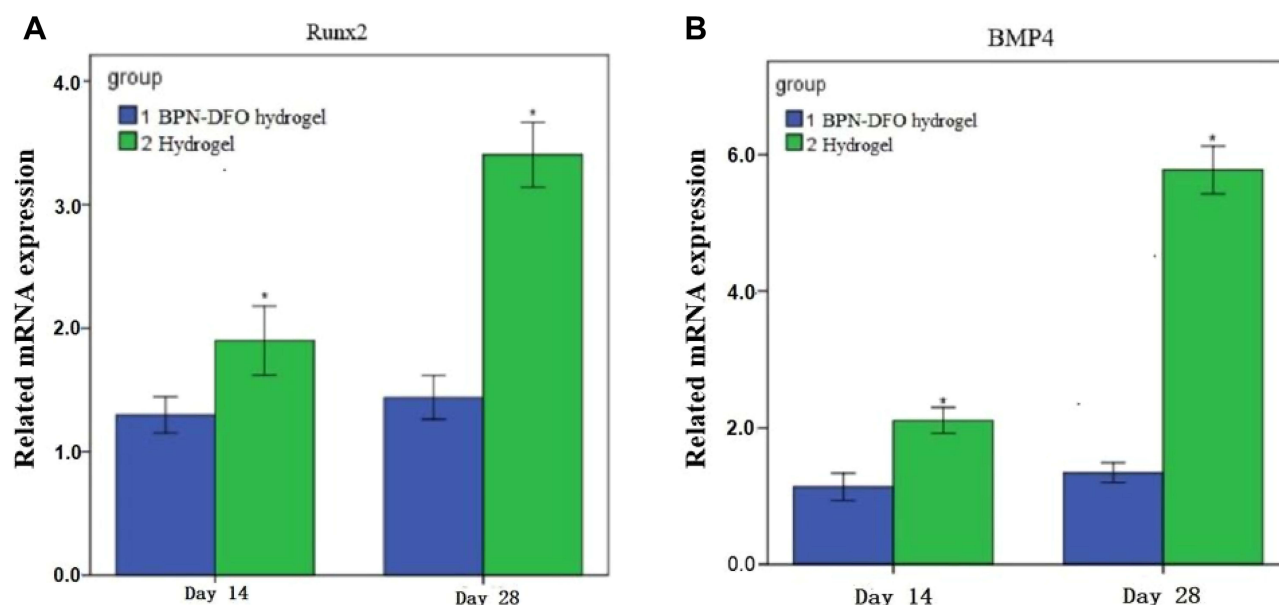 A
Runx2
Related mRNA expression
4.0
3.0
2.0
1.0
0.0
group
1 BPN-DFO hydrogel
2 Hydrogel
*
*
Day 14
Day 28
B
BMP4
Related mRNA expression
6.0
4.0
2.0
0.0
group
1 BPN-DFO hydrogel
2 Hydrogel
*
*
Day 14
Day 28